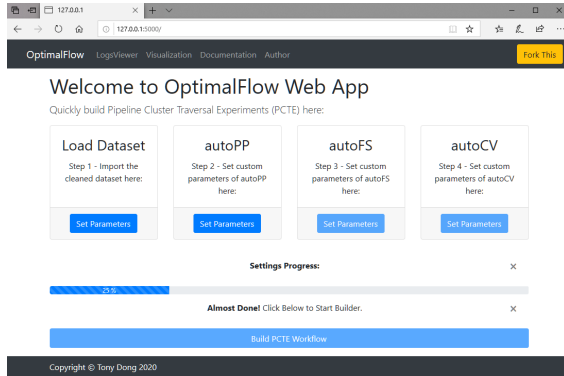 127.0.0.1
127.0.0.1:5000/
OptimalFlow LogsViewer Visualization Documentation Author Fork This
Welcome to OptimalFlow Web App
Quickly build Pipeline Cluster Traversal Experiments (PCTE) here:
Load Dataset
Step 1 - Import the
cleaned dataset here:
Set Parameters
autoPP
Step 2 - Set custom
parameters of autoPP
here:
Set Parameters
autoFS
Step 3 - Set custom
parameters of autoFS
here:
Set Parameters
autoCV
Step 4 - Set custom
parameters of autoCV
here:
Set Parameters
Settings Progress:
25 %
Almost Done! Click Below to Start Builder.
Build PCTE Workflow
Copyright © Tony Dong 2020